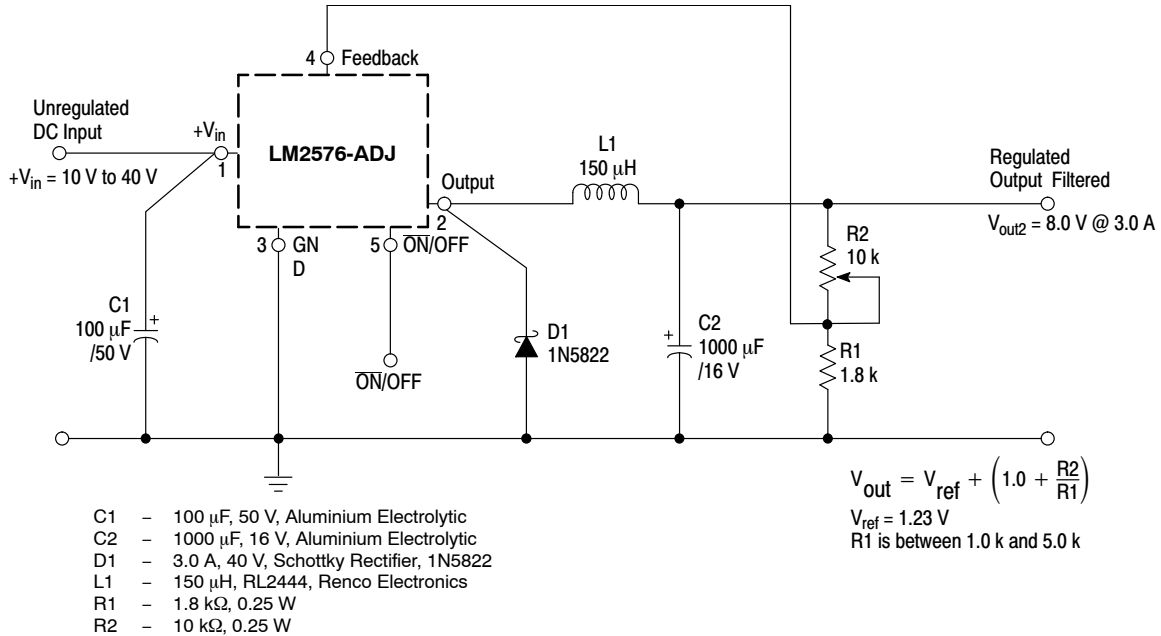 4 Feedback
Unregulated
DC Input
+Vin = 10 V to 40 V
+Vin
1
LM2576-ADJ
Output
2
3 GN
D
5 ON/OFF
ON/OFF
L1
150 μH
Regulated
Output Filtered
Vout2 = 8.0 V @ 3.0 A
R2
10 k
C1
100 μF
/50 V
+
D1
1N5822
+
C2
1000 μF
/16 V
R1
1.8 k
Vout = Vref + (1.0 + R2/R1)
Vref = 1.23 V
R1 is between 1.0 k and 5.0 k
C1 – 100 μF, 50 V, Aluminium Electrolytic
C2 – 1000 μF, 16 V, Aluminium Electrolytic
D1 – 3.0 A, 40 V, Schottky Rectifier, 1N5822
L1 – 150 μH, RL2444, Renco Electronics
R1 – 1.8 kΩ, 0.25 W
R2 – 10 kΩ, 0.25 W